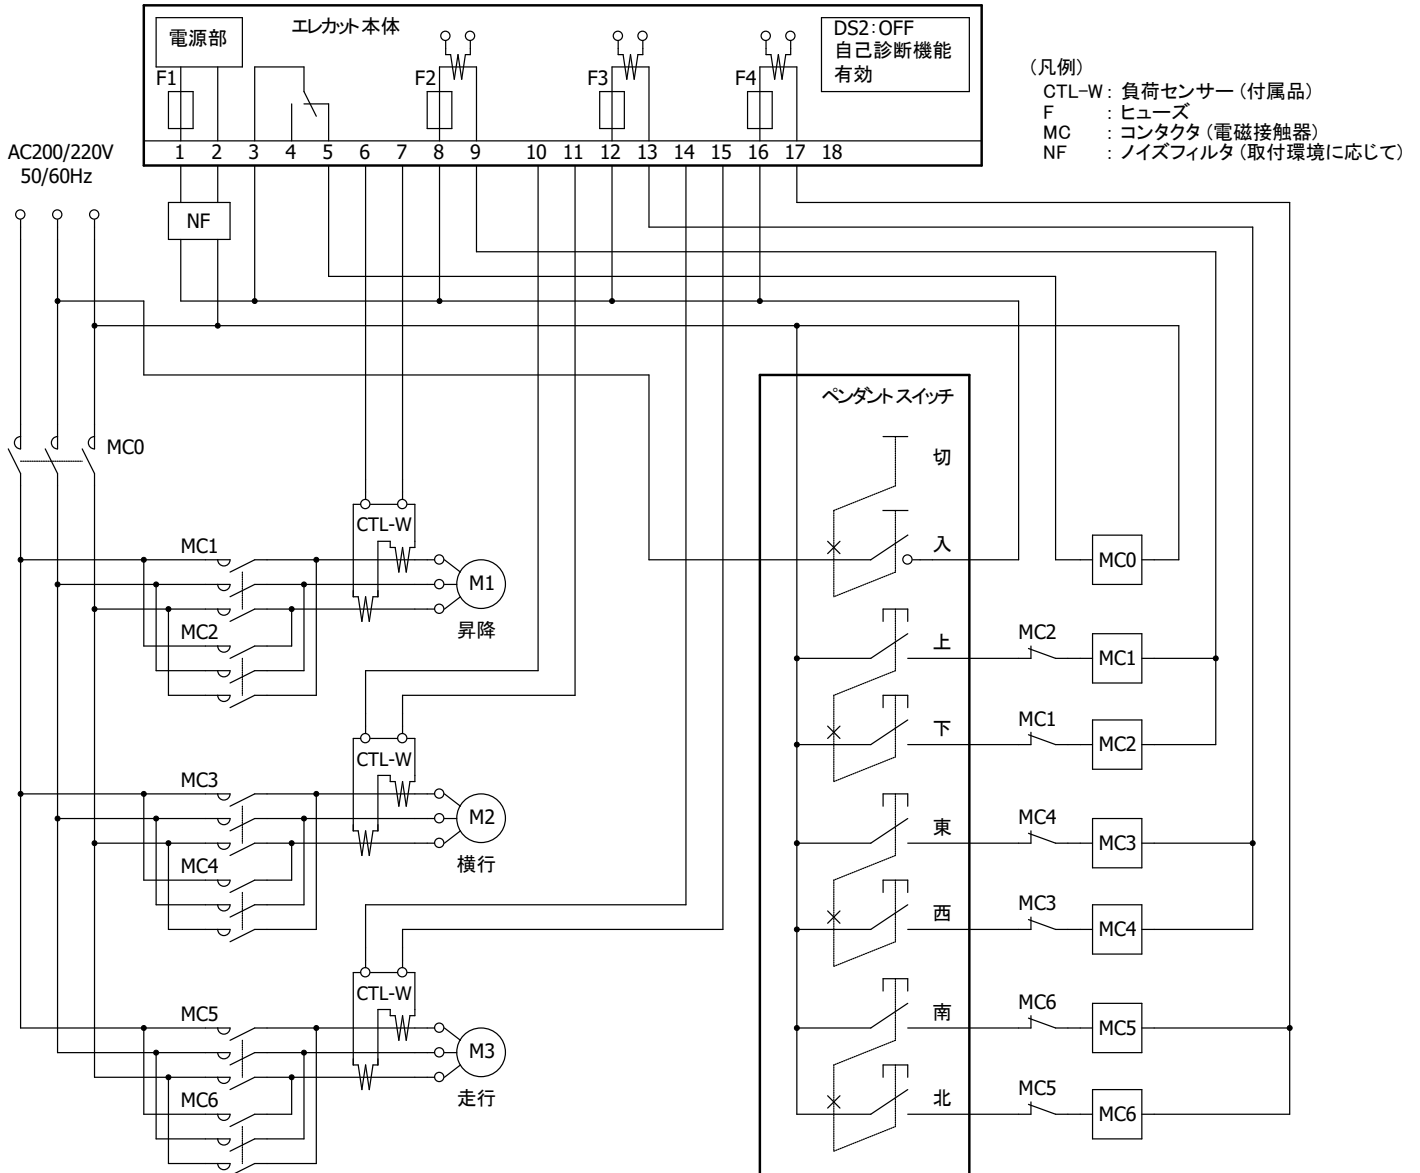 エレカット本体
電源部
DS2:OFF
自己診断機能
有効
F1
F2
F3
F4
1 2 3 4 5 6 7 8 9 10 11 12 13 14 15 16 17 18
(凡例)
CTL-W : 負荷センサー (付属品)
F : ヒューズ
MC : コンタクタ (電磁接触器)
NF : ノイズフィルタ (取付環境に応じて)
AC200/220V
50/60Hz
NF
MC0
ペンダントスイッチ
切
入
MC0
CTL-W
MC1
M1
昇降
MC2
上
MC2
MC1
下
MC1
MC2
CTL-W
MC3
M2
横行
MC4
東
MC4
MC3
西
MC3
MC4
CTL-W
MC5
M3
走行
MC6
南
MC6
MC5
北
MC5
MC6